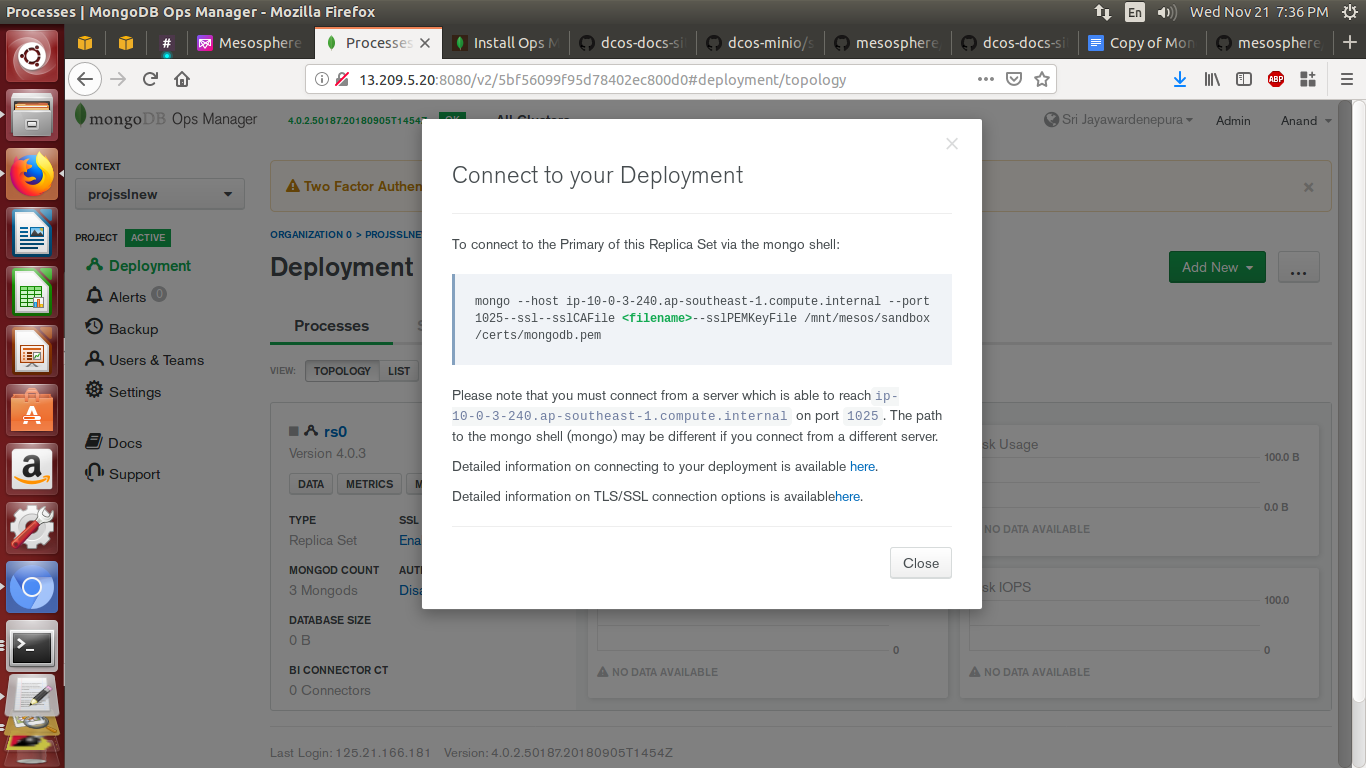 Processes | MongoDB Ops Manager - Mozilla Firefox
En
Wed Nov 21 7:36 PM
#
Mesosphere
Processes
Install Ops M
dcos-docs-si
dcos-minio/s
mesosphere
dcos-docs-si
Copy of Mon
mesosphere
13.209.5.20:8080/v2/5bf56099f95d78402ec800d0#deployment/topology
ABP
mongoDB Ops Manager
4.0.2.50187.20180905T1454Z
OK
All Clusters
Sri Jayawardenepura
Admin
Anand
CONTEXT
projsslnew
PROJECT ACTIVE
Deployment
Alerts 0
Backup
Users & Teams
Settings
Docs
Support
Two Factor Authen
ORGANIZATION 0 > PROJSSLNE
Deployment
Add New
...
Processes
VIEW: TOPOLOGY LIST
rs0
Version 4.0.3
DATA METRICS M
TYPE SSL
Replica Set Ena
MONGOD COUNT AUT
3 Mongods Disa
DATABASE SIZE
0 B
BI CONNECTOR CT
0 Connectors
Connect to your Deployment
×
To connect to the Primary of this Replica Set via the mongo shell:
mongo --host ip-10-0-3-240.ap-southeast-1.compute.internal --port
1025--ssl--sslCAFile <filename>--sslPEMKeyFile /mnt/mesos/sandbox
/certs/mongodb.pem
Please note that you must connect from a server which is able to reach ip-
10-0-3-240.ap-southeast-1.compute.internal on port 1025 . The path
to the mongo shell (mongo) may be different if you connect from a different server.
Detailed information on connecting to your deployment is available here.
Detailed information on TLS/SSL connection options is availablehere.
Close
sk Usage
100.0 B
0.0 B
NO DATA AVAILABLE
sk IOPS
100.0
0
NO DATA AVAILABLE
0
NO DATA AVAILABLE
Last Login: 125.21.166.181 Version: 4.0.2.50187.20180905T1454Z